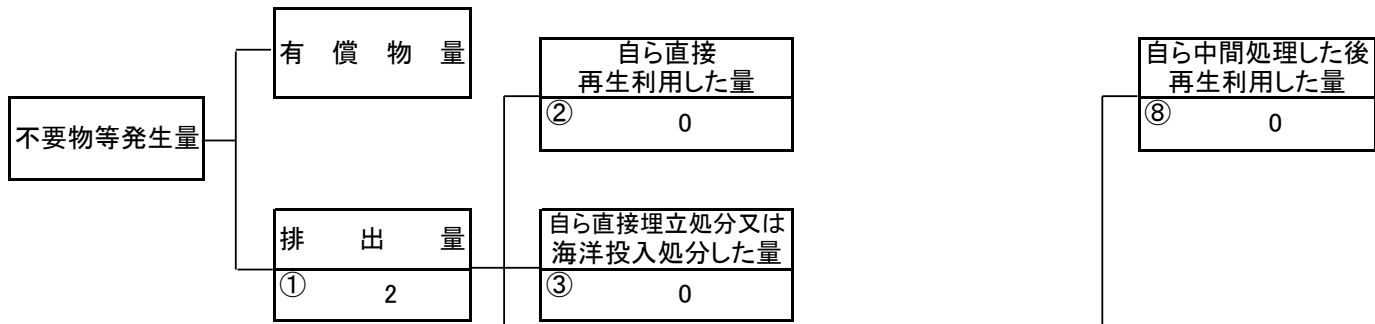 有償物量
自ら直接
再生利用した量
② 0
自ら中間処理した後
再生利用した量
⑧ 0
不要物等発生量
排出量
① 2
自ら直接埋立処分又は
海洋投入処分した量
③ 0